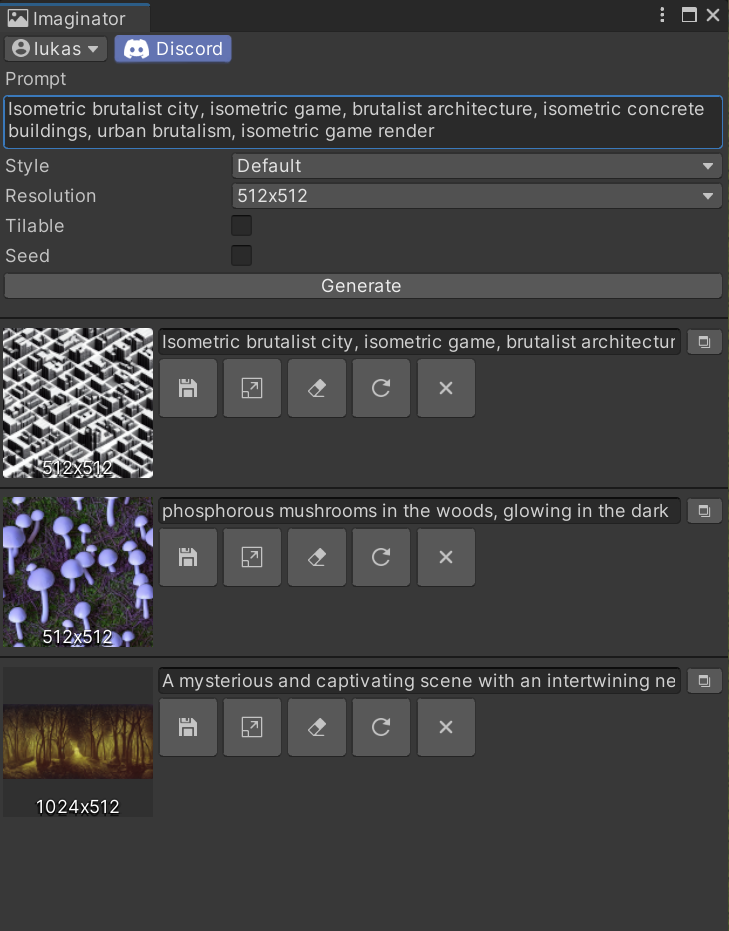 Imaginator
lukas
Discord
Prompt
Isometric brutalist city, isometric game, brutalist architecture, isometric concrete
buildings, urban brutalism, isometric game render
Style
Default
Resolution
512x512
Tilable
Seed
Generate
Isometric brutalist city, isometric game, brutalist architectur
512x512
phosphorous mushrooms in the woods, glowing in the dark
512x512
A mysterious and captivating scene with an intertwining ne
1024x512